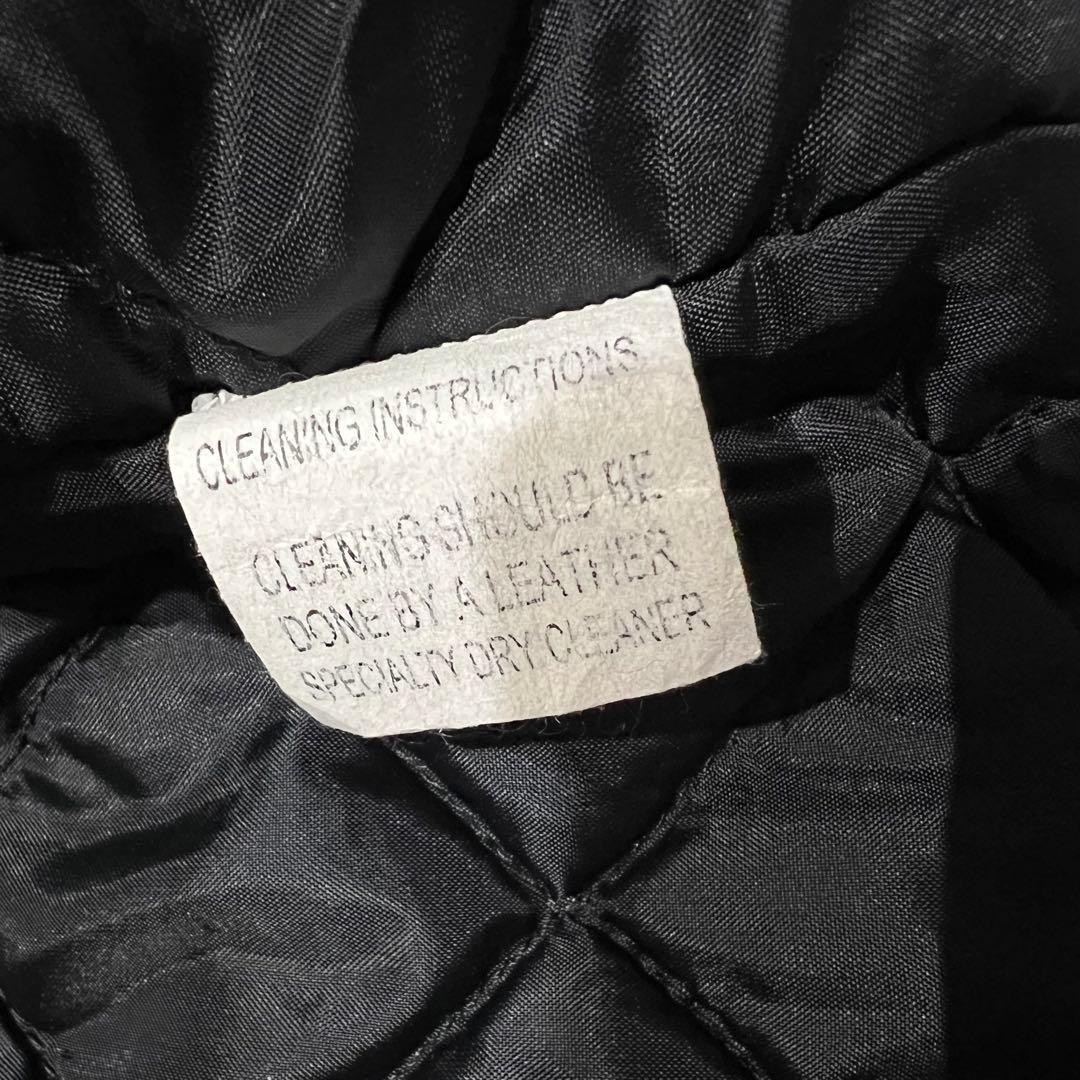 CLEANING INSTRUCTIONS
CLEANING SHOULD BE
DONE BY A LEATHER
SPECIALTY DRY CLEANER